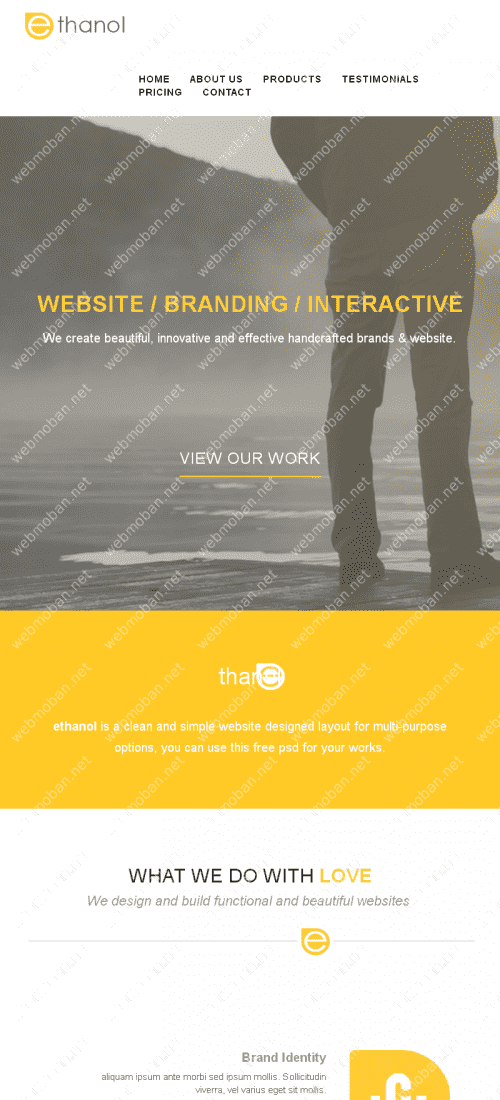 ethanol
HOME ABOUT US PRODUCTS TESTIMONIALS
PRICING CONTACT
WEBSITE / BRANDING / INTERACTIVE
We create beautiful, innovative and effective handcrafted brands & website.
VIEW OUR WORK
thanol e
ethanol is a clean and simple website designed layout for multi-purpose
options, you can use this free psd for your works.
WHAT WE DO WITH LOVE
We design and build functional and beautiful websites
e
Brand Identity
aliquam ipsum ante morbi sed ipsum mollis. Sollicitudin
viverra, vel varius eget sit mollis.
webmoban.net